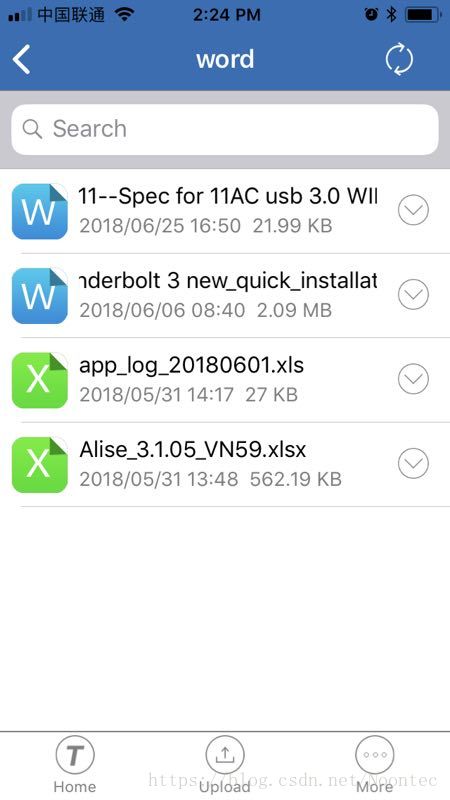 中国联通 2:24 PM
word
Search
W 11--Spec for 11AC usb 3.0
2018/06/25 16:50 21.99 KB
W nderbolt 3 new_quick_installat
2018/06/06 08:40 2.09 MB
X app_log_20180601.xls
2018/05/31 14:17 27 KB
X Alise_3.1.05_VN59.xlsx
2018/05/31 13:48 562.19 KB
T
Home Upload More
https://blog.csdn.net/Noontec